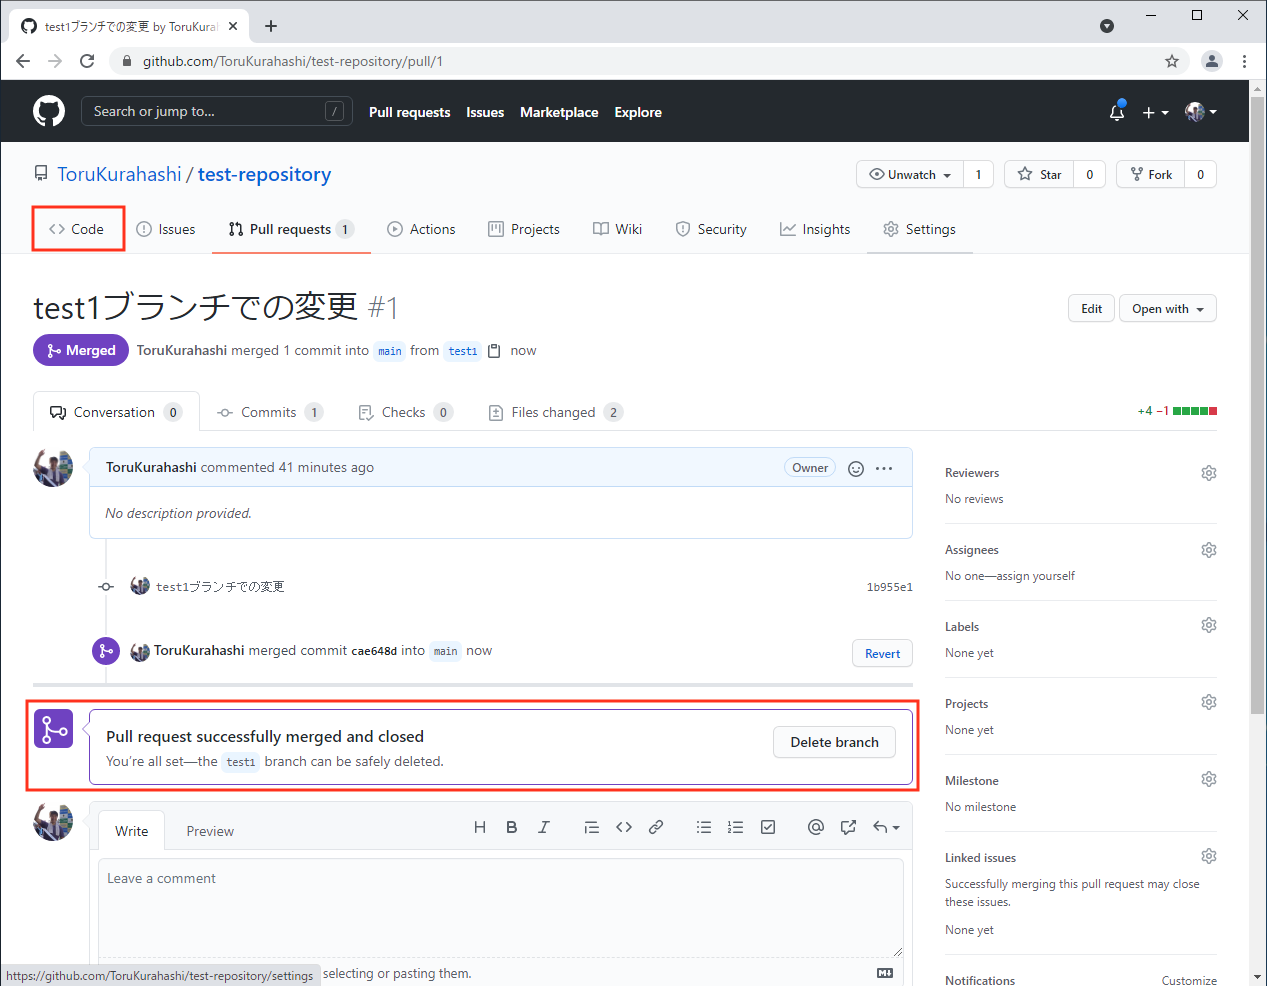 test1ブランチでの変更 by ToruKura
github.com/ToruKurahashi/test-repository/pull/1
Search or jump to... / Pull requests Issues Marketplace Explore
ToruKurahashi / test-repository Unwatch 1 Star 0 Fork 0
Code Issues Pull requests 1 Actions Projects Wiki Security Insights Settings
test1ブランチでの変更 #1 Edit Open with
Merged ToruKurahashi merged 1 commit into main from test1 now
Conversation 0 Commits 1 Checks 0 Files changed 2 +4 −1
ToruKurahashi commented 41 minutes ago Owner
No description provided.
test1ブランチでの変更 1b955e1
ToruKurahashi merged commit cae648d into main now Revert
Pull request successfully merged and closed
You're all set—the test1 branch can be safely deleted.
Delete branch
Write Preview
Leave a comment
selecting or pasting them.
Reviewers
No reviews
Assignees
No one—assign yourself
Labels
None yet
Projects
None yet
Milestone
No milestone
Linked issues
Successfully merging this pull request may close
these issues.
None yet
Notifications Customize
https://github.com/ToruKurahashi/test-repository/settings